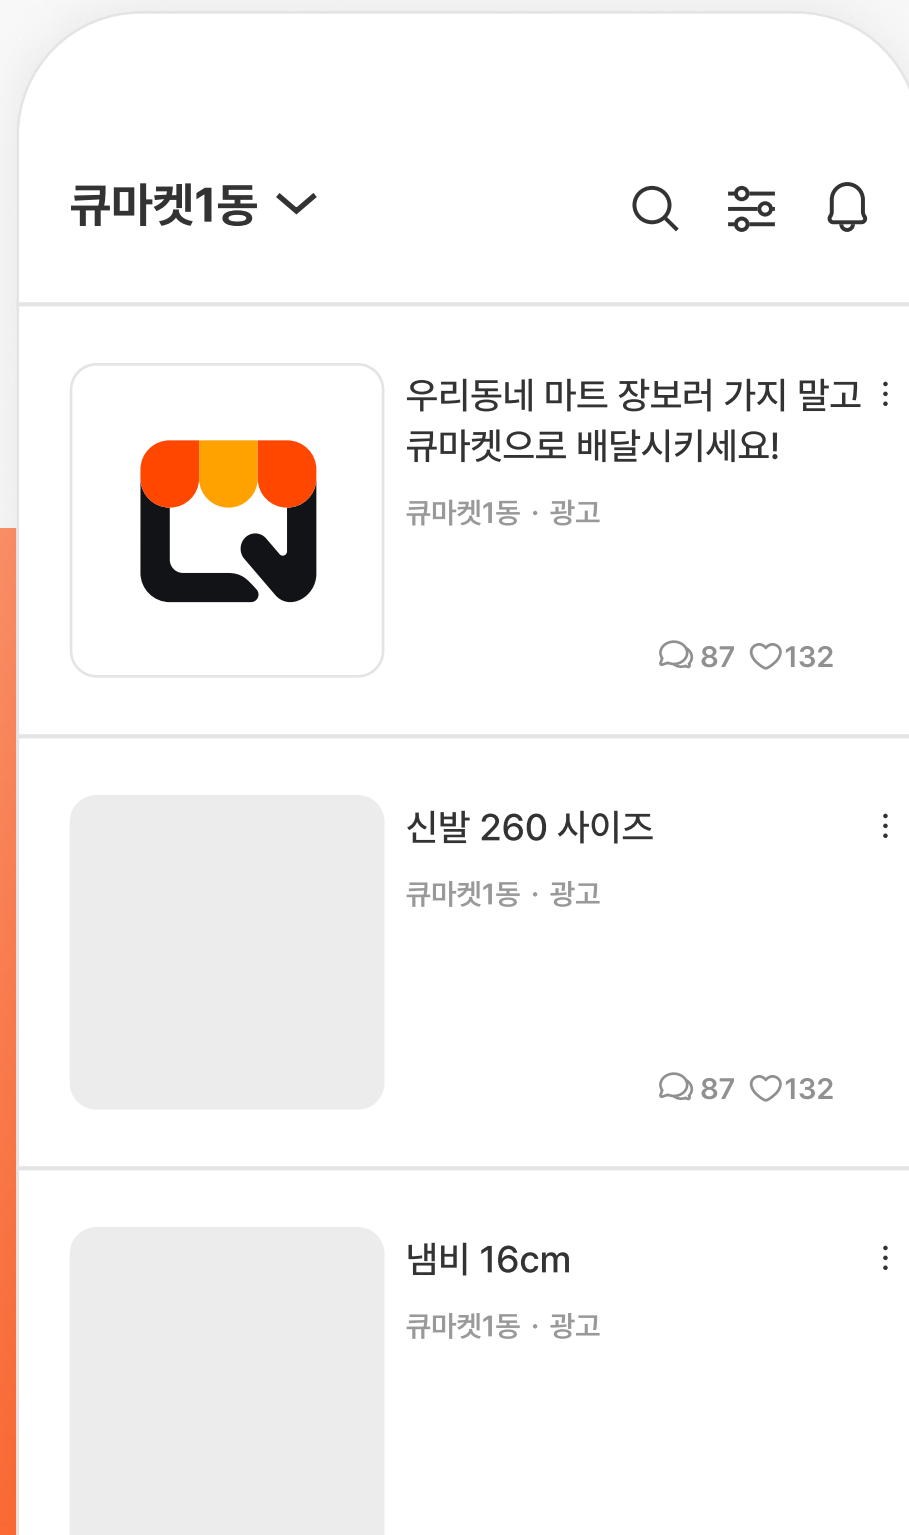 큐마켓1동
우리동네 마트 장보러 가지 말고
큐마켓으로 배달시키세요!
큐마켓1동 · 광고
87 132
신발 260 사이즈
큐마켓1동 · 광고
87 132
냄비 16cm
큐마켓1동 · 광고